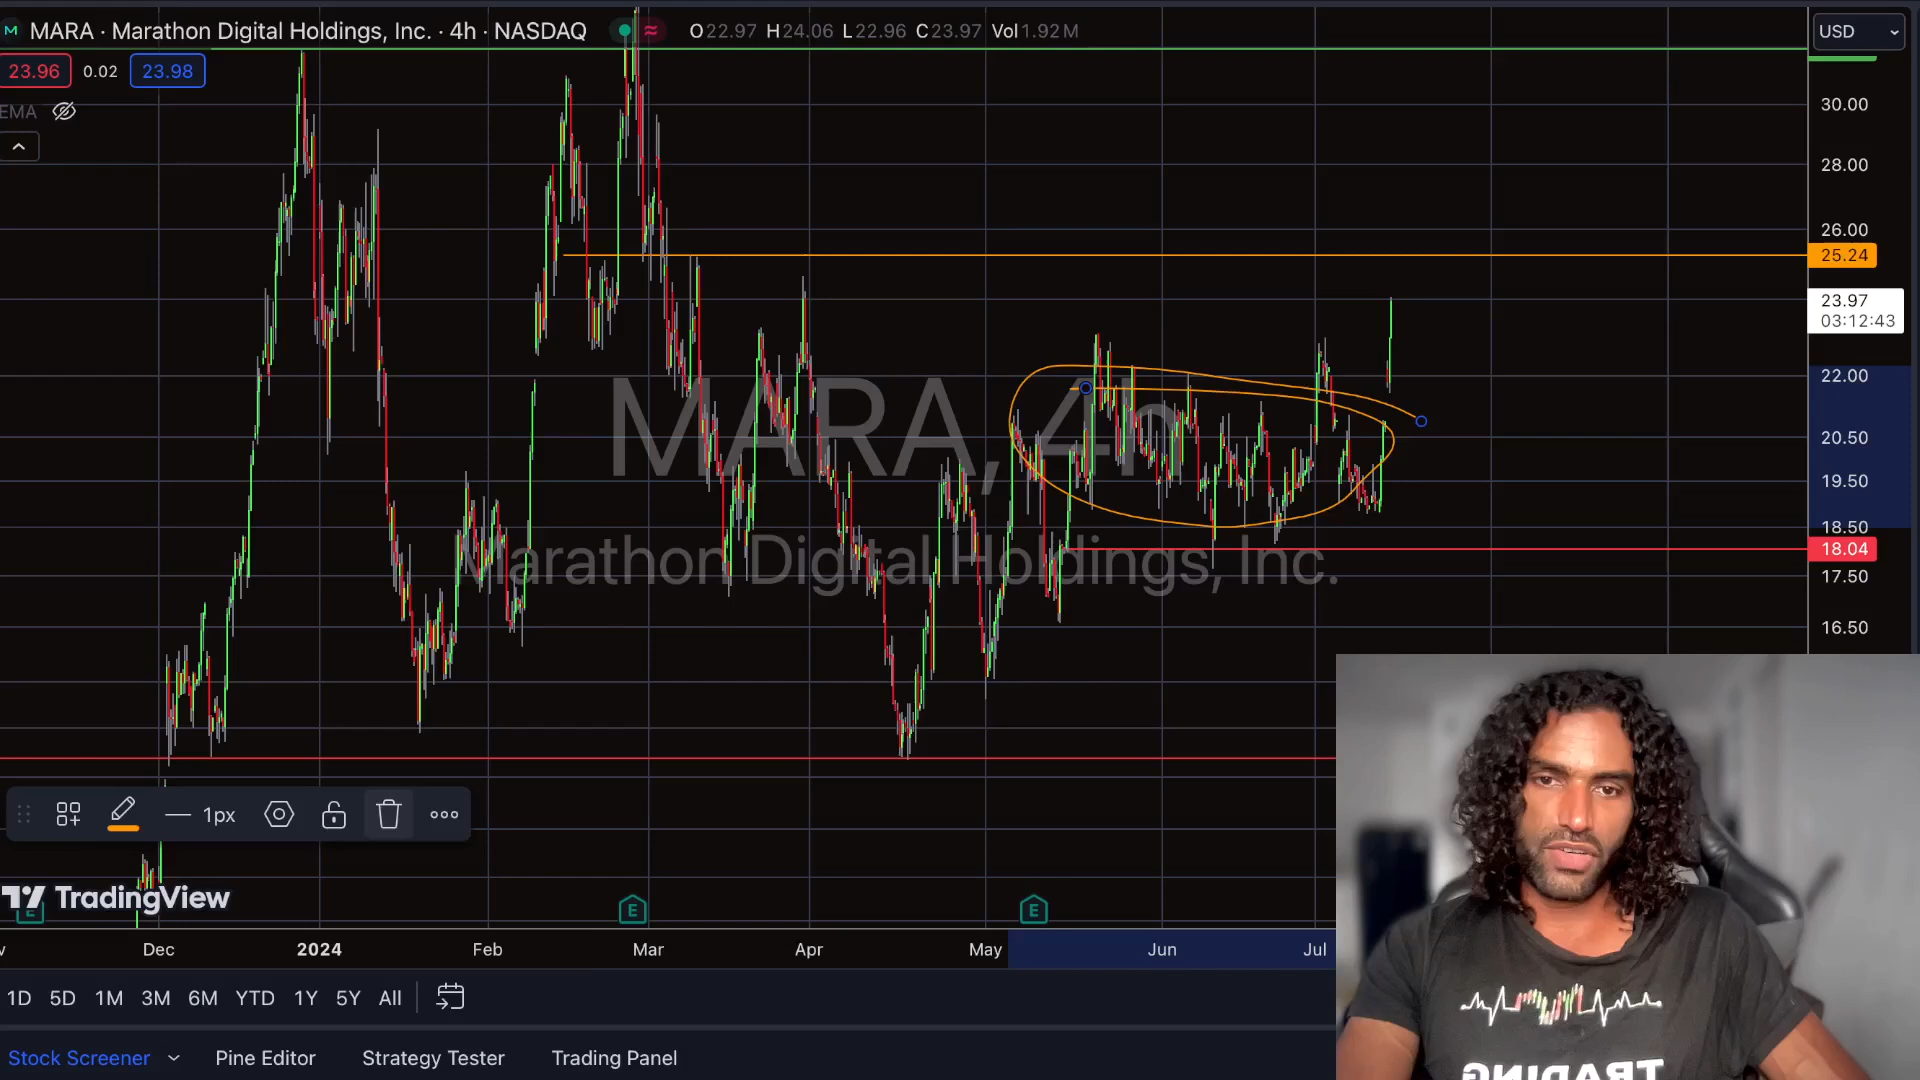 MARA · Marathon Digital Holdings, Inc. · 4h · NASDAQ
O22.97 H24.06 L22.96 C23.97 Vol1.92 M
USD
23.96 0.02 23.98
EMA
30.00
28.00
26.00
25.24
23.97
03:12:43
22.00
20.50
19.50
18.50
18.04
17.50
16.50
MARA, 4h
Marathon Digital Holdings, Inc.
1px
TradingView
E
E
E
Dec 2024 Feb Mar Apr May Jun Jul
1D 5D 1M 3M 6M YTD 1Y 5Y All
Stock Screener Pine Editor Strategy Tester Trading Panel
TRADING